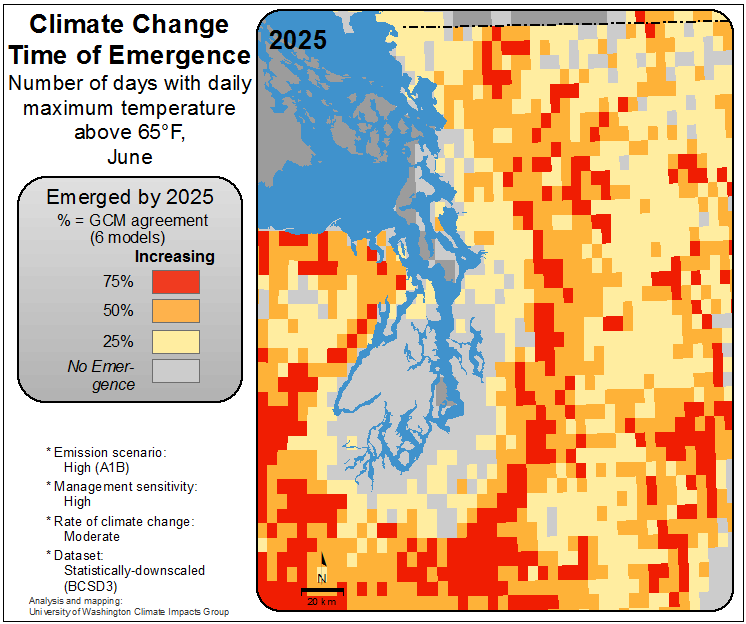 Climate Change
Time of Emergence
Number of days with daily
maximum temperature
above 65°F,
June
Emerged by 2025
% = GCM agreement
(6 models)
Increasing
75%
50%
25%
No Emer-
gence
* Emission scenario:
High (A1B)
* Management sensitivity:
High
* Rate of climate change:
Moderate
* Dataset:
Statistically-downscaled
(BCSD3)
Analysis and mapping:
University of Washington Climate Impacts Group
2025
N
20 km